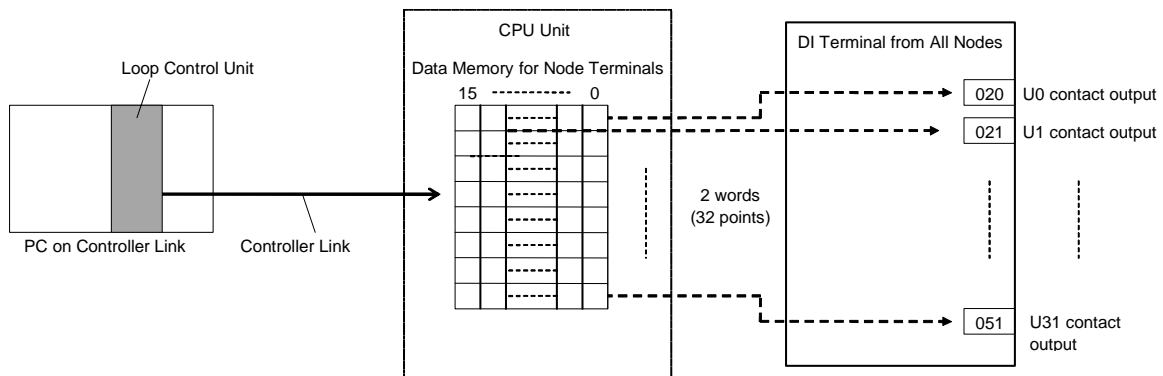 CPU Unit
DI Terminal from All Nodes
Loop Control Unit
Data Memory for Node Terminals
15
0
020
U0 contact output
021
U1 contact output
2 words
(32 points)
PC on Controller Link
Controller Link
051
U31 contact
output